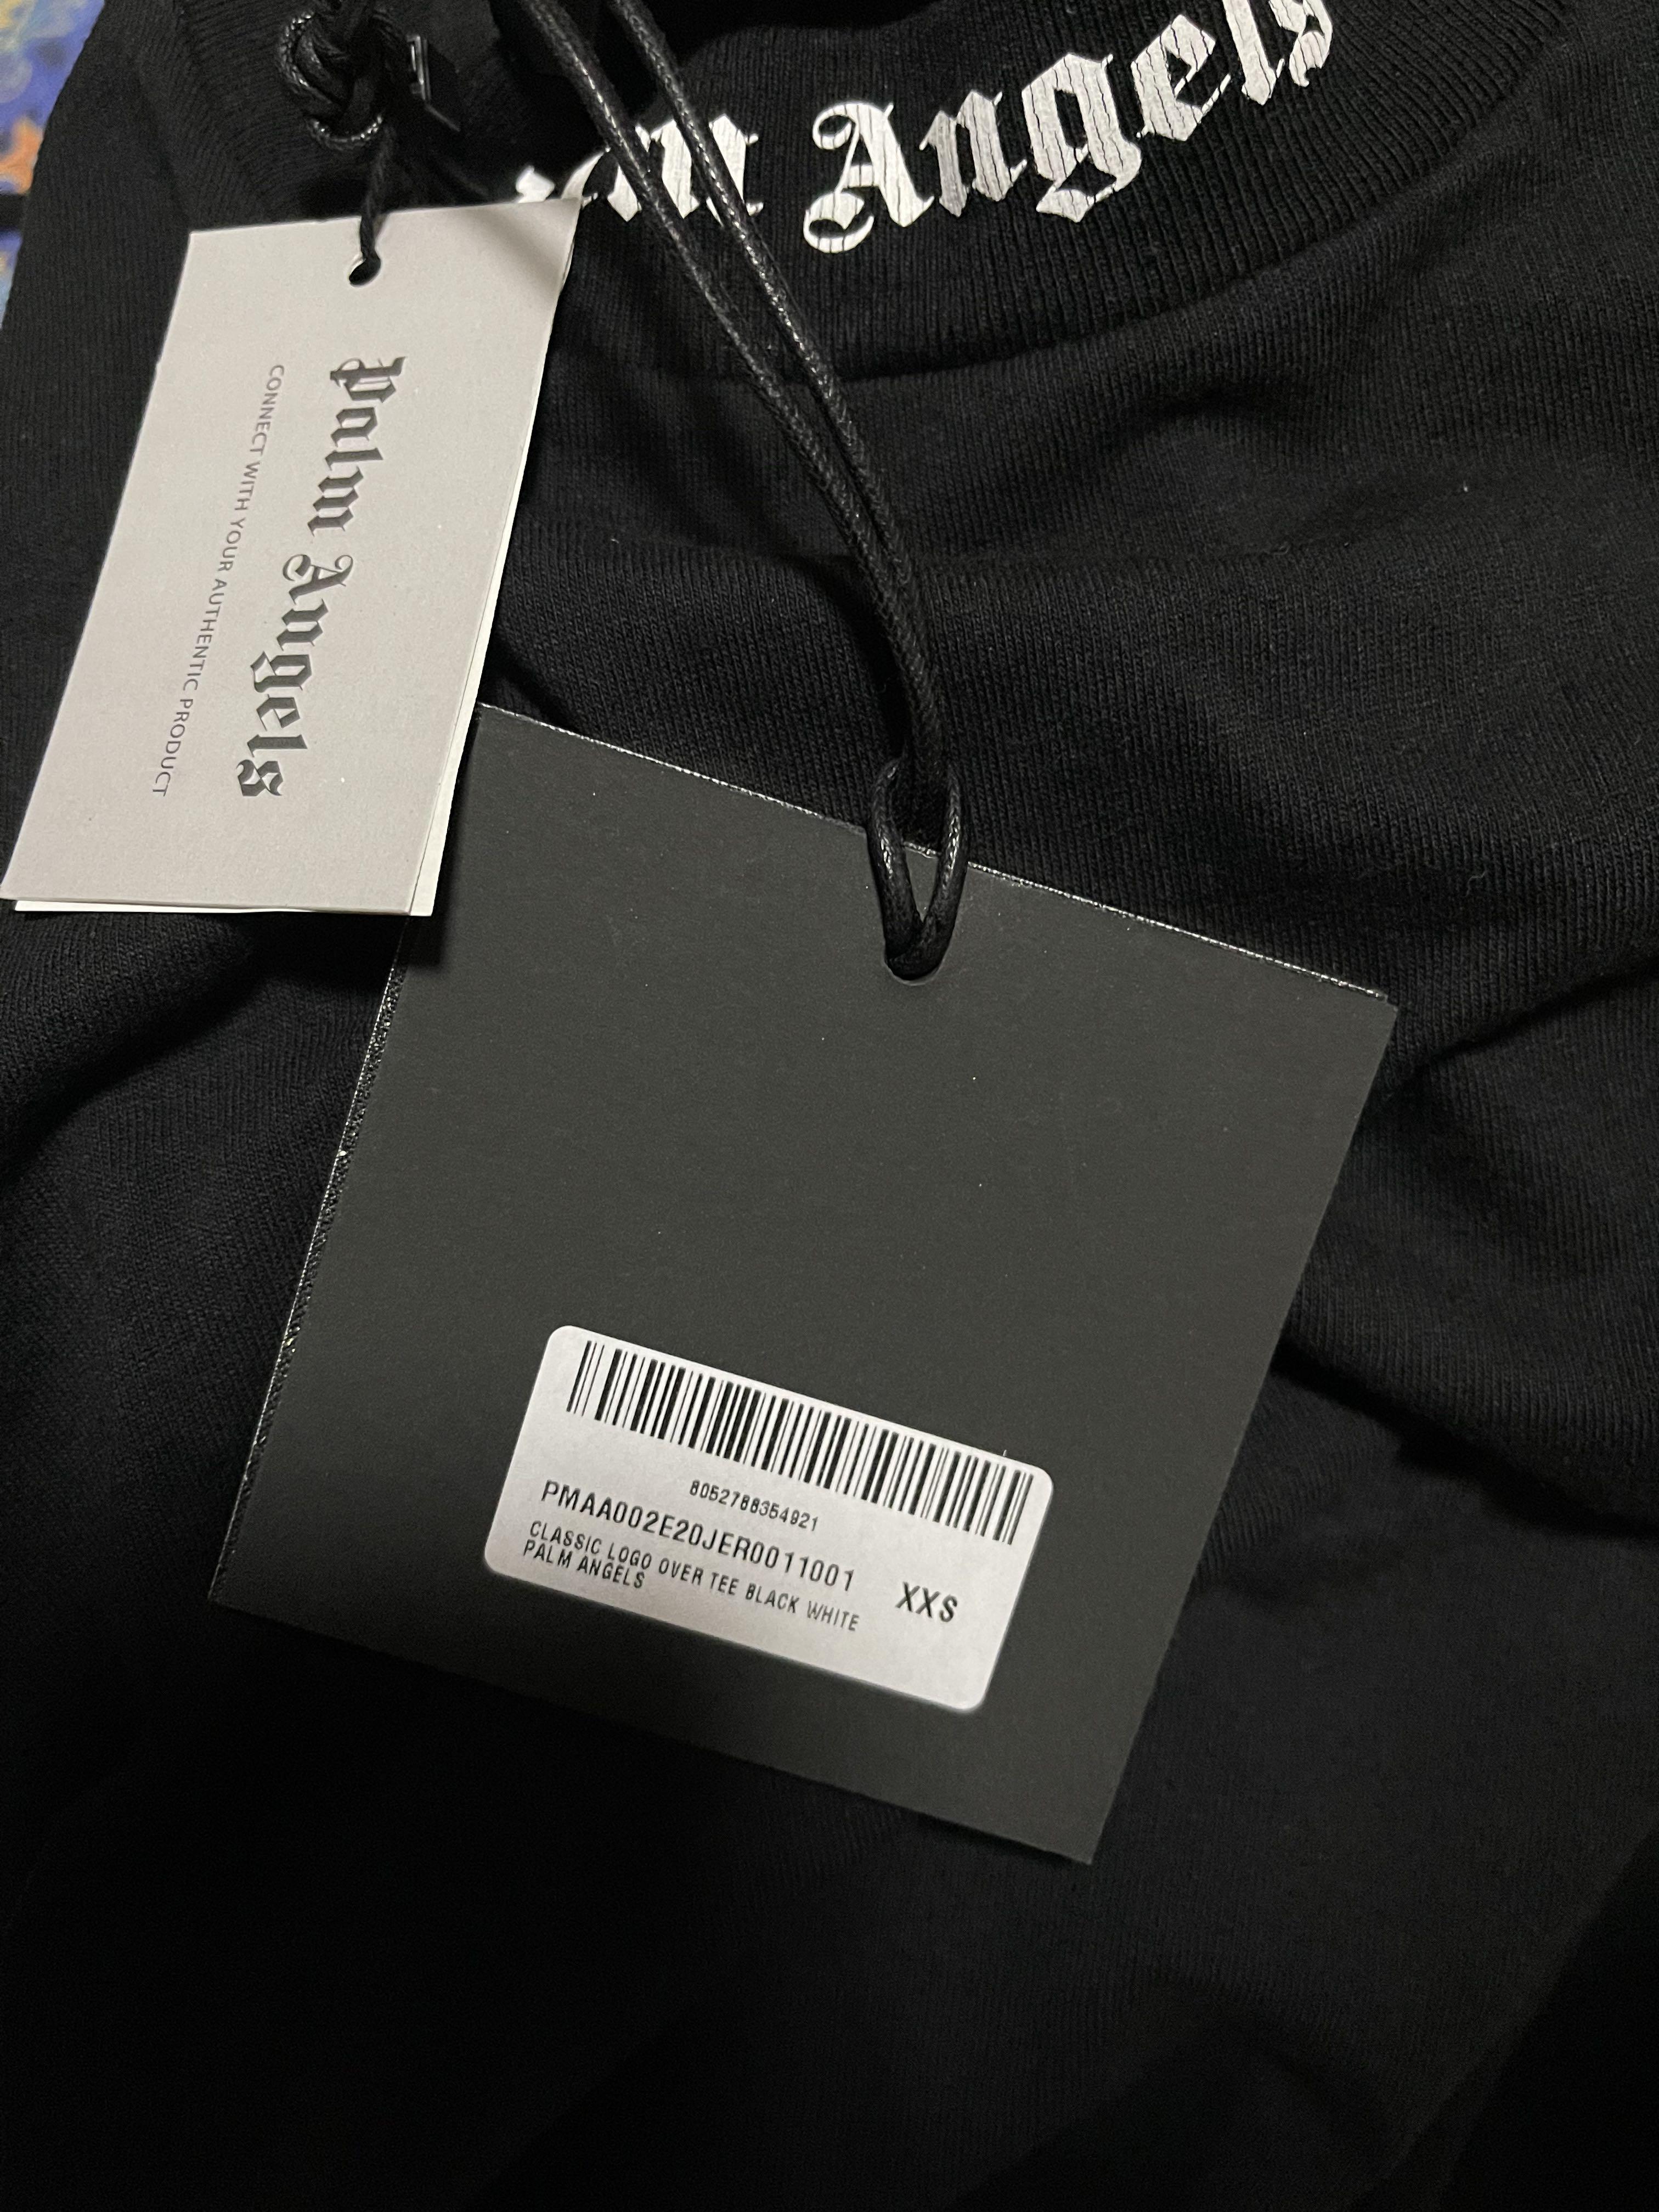 Angels
Palm Angels
CONNECT WITH YOUR AUTHENTIC PRODUCT
8052788354921
PMAA002E20JER0011001
CLASSIC LOGO OVER TEE BLACK WHITE
PALM ANGELS
XXS